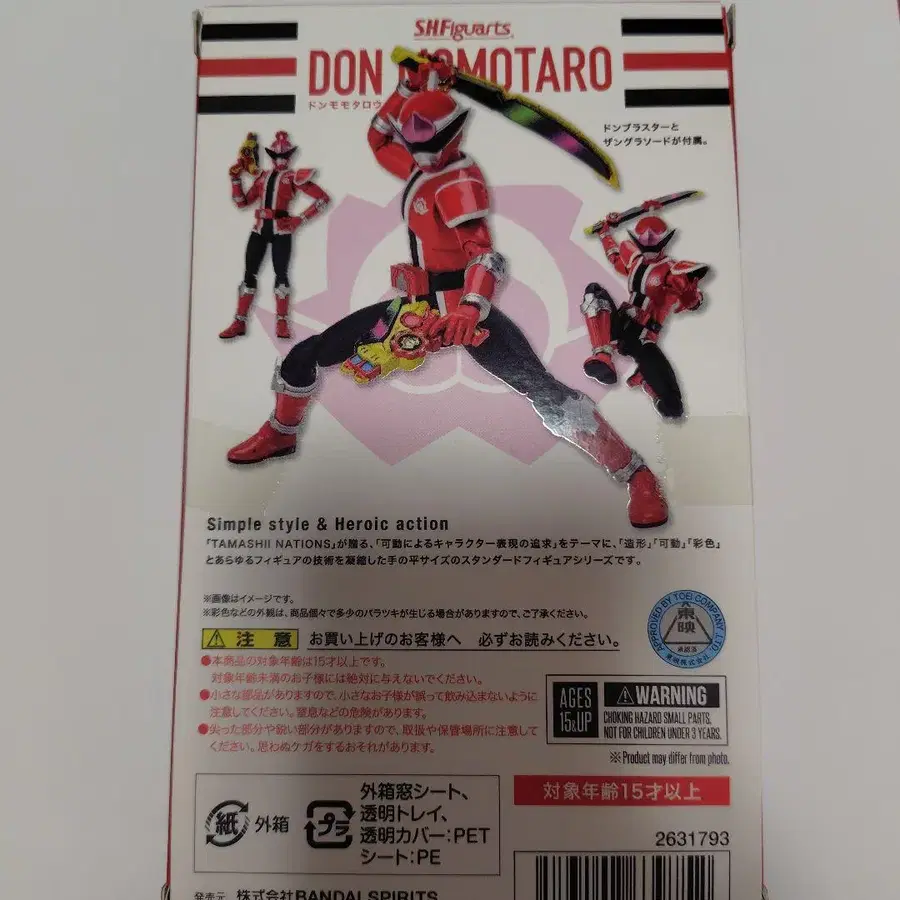 S.H.Figuarts
DON MOMOTARO
ドンモモタロウ
ドンブラスターと
ザングラソードが付属。
Simple style & Heroic action
「TAMASHII NATIONS」が贈る、「可動によるキャラクター表現の追求」をテーマに、「造形」「可動」「彩色」
とあらゆるフィギュアの技術を凝縮した手の平サイズのスタンダードフィギュアシリーズです。
※画像はイメージです。
※彩色などの外観は、商品個々で多少のバラツキが生じる場合がありますので、ご了承ください。
注意 お買い上げのお客様へ 必ずお読みください。
●本商品の対象年齢は15才以上です。
対象年齢未満のお子様には絶対に与えないでください。
●小さな部品がありますので、小さなお子様が誤って飲み込まないように
注意してください。窒息などの危険があります。
●尖った部分や鋭い部分がありますので、取扱や保管場所に注意して
ください。思わぬケガをするおそれがあります。
APPROVED BY TOEI COMPANY, LTD.
東映
承認済
東映株式会社
AGES
15&UP
WARNING
CHOKING HAZARD SMALL PARTS,
NOT FOR CHILDREN UNDER 3 YEARS.
※Product may differ from photo.
紙 外箱
プラ
外箱窓シート、
透明トレイ、
透明カバー:PET
シート:PE
対象年齢15才以上
2631793
発売元 株式会社BANDAI SPIRITS